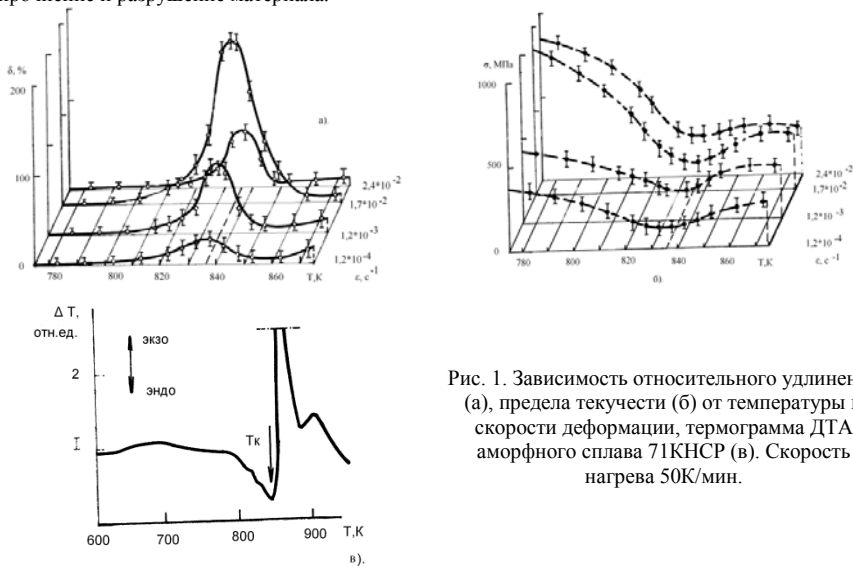 и разрушение материала.
δ, %
200
100
0
а).
2,4*10 -2
1,7*10 -2
1,2*10 -3
1,2*10 -4
780 800 820 840 860 Т,К ε, с -1
σ, МПа
1000
500
0
2,4*10 -2
1,7*10 -2
1,2*10 -3
1,2*10 -4
780 800 820 840 860 Т,К ε, с -1
б).
Δ Т,
отн.ед.
экзо
эндо
2
Тк
600 700 800 900 Т,К
в).
Рис. 1. Зависимость относительного удлинен
(а), предела текучести (б) от температуры
скорости деформации, термограмма ДТА
аморфного сплава 71КНСР (в). Скорость
нагрева 50К/мин.